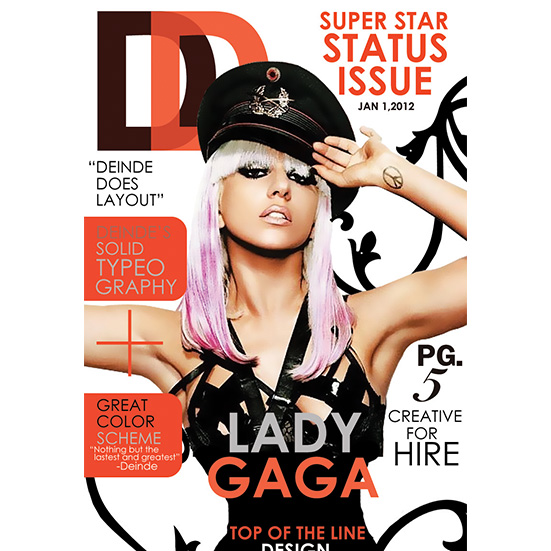 DD
SUPER STAR
STATUS
ISSUE
JAN 1,2012
“DEINDE
DOES
LAYOUT”
DEINDE'S
SOLID
TYPEO
GRAPHY
+
GREAT
COLOR
SCHEME
“Nothing but the
lastest and greatest”
-Deinde
PG.
5
CREATIVE
FOR
HIRE
LADY
GAGA
TOP OF THE LINE
DESIGN